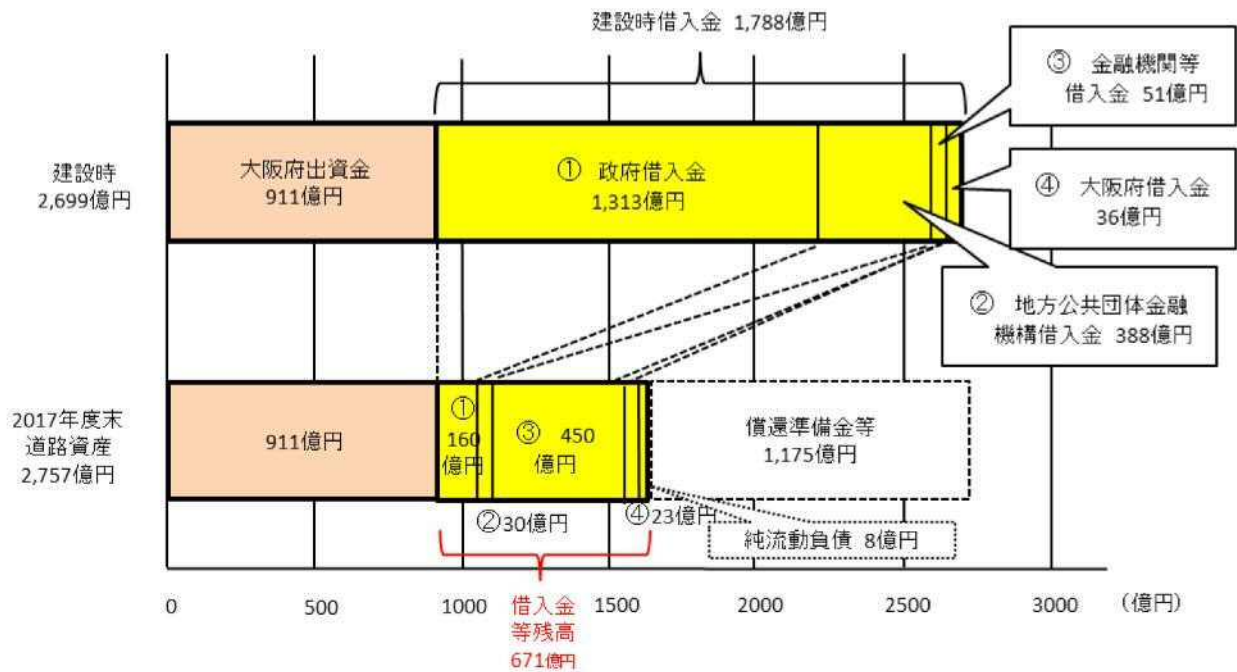 建設時借入金 1,788億円
③ 金融機関等
借入金 51億円
建設時
2,699億円
大阪府出資金
911億円
① 政府借入金
1,313億円
④ 大阪府借入金
36億円
② 地方公共団体金融
機構借入金 388億円
2017年度末
道路資産
2,757億円
911億円
①
160
億円
③ 450
億円
償還準備金等
1,175億円
②30億円
④23億円
純流動負債 8億円
0 500 1000 1500 2000 2500 3000 (億円)
借入金
等残高
671億円